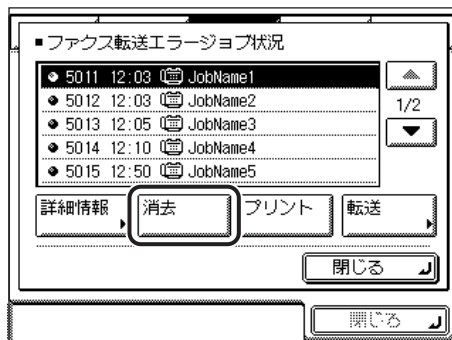 ■ファクス転送エラージョブ状況
5011 12:03 JobName1
5012 12:03 JobName2
5013 12:05 JobName3
5014 12:10 JobName4
5015 12:50 JobName5
1/2
詳細情報 消去 プリント 転送
閉じる
閉じる